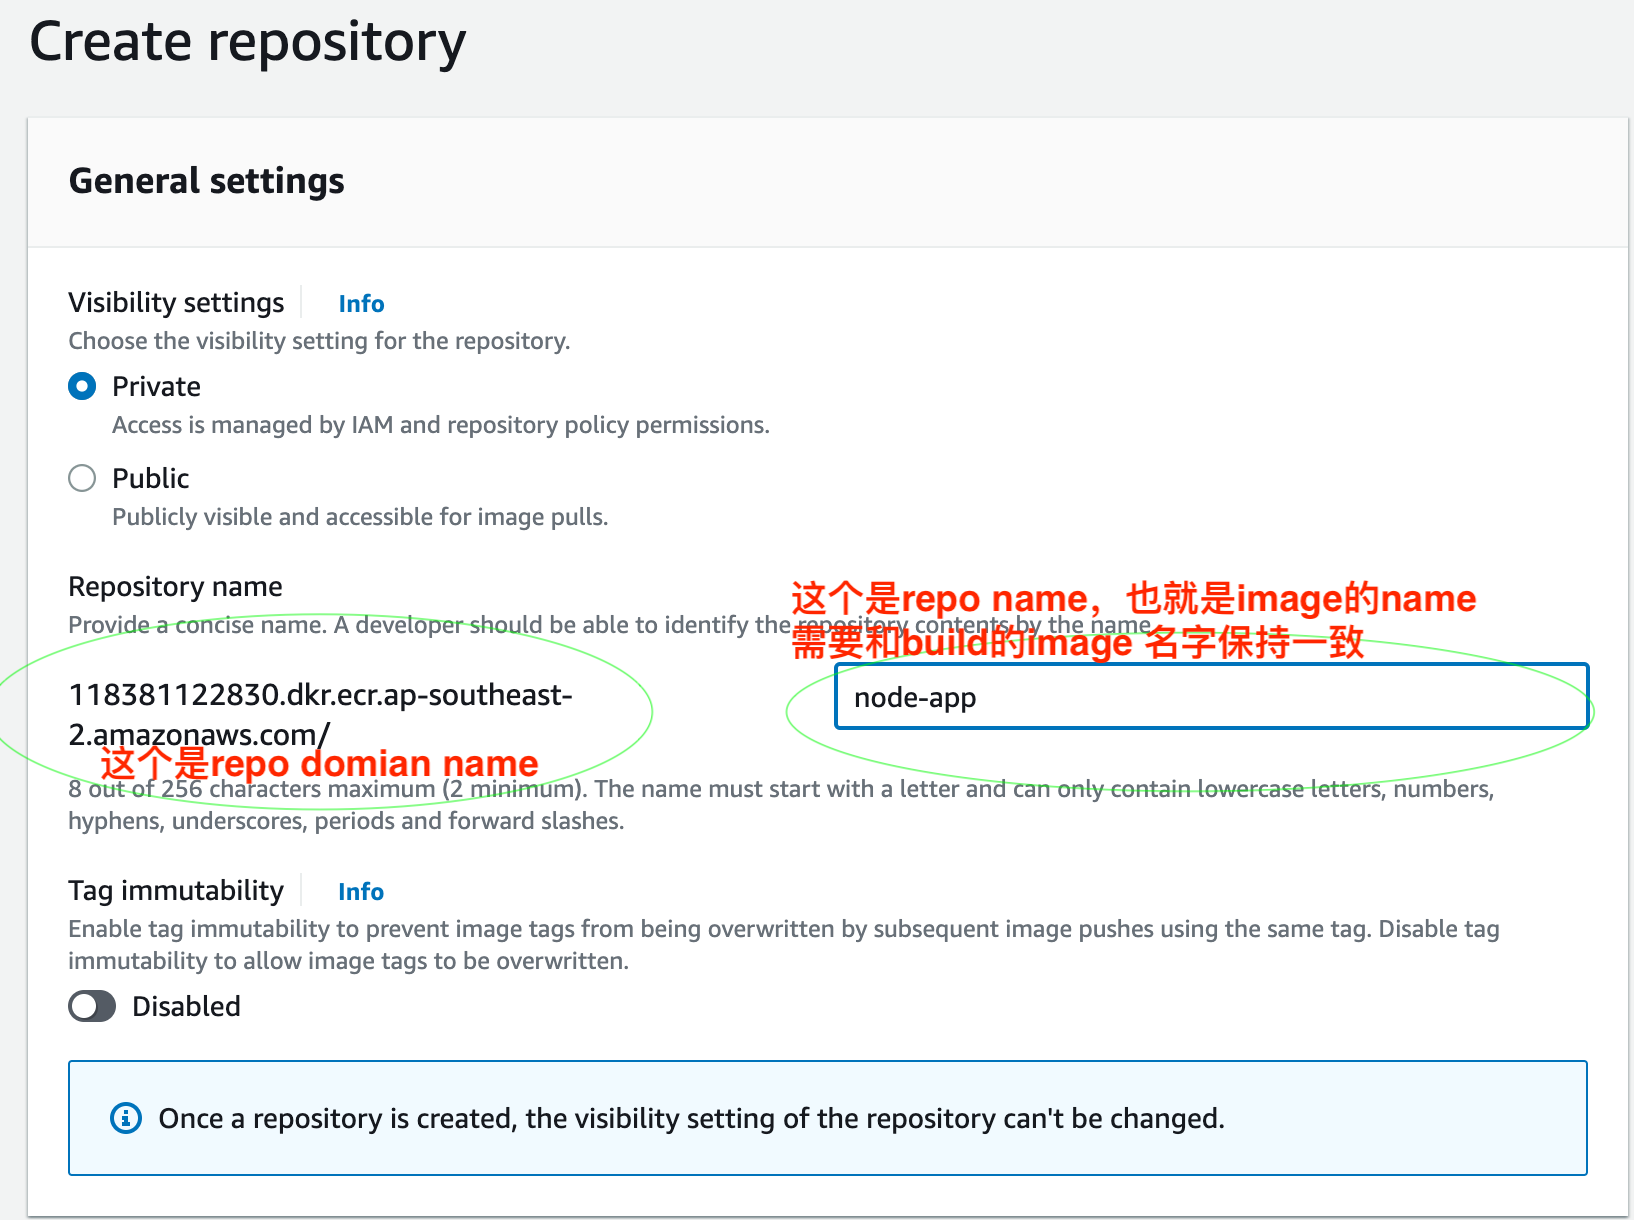 Create repository
General settings
Visibility settings
Info
Choose the visibility setting for the repository.
Private
Access is managed by IAM and repository policy permissions.
Public
Publicly visible and accessible for image pulls.
Repository name
这个是repo name，也就是image的name
Provide a concise name. A developer should be able to identify the repository contents by the name.
需要和build的image 名字保持一致
118381122830.dkr.ecr.ap-southeast-
2.amazonaws.com/
node-app
这个是repo domian name
8 out of 256 characters maximum (2 minimum). The name must start with a letter and can only contain lowercase letters, numbers,
hyphens, underscores, periods and forward slashes.
Tag immutability
Info
Enable tag immutability to prevent image tags from being overwritten by subsequent image pushes using the same tag. Disable tag
immutability to allow image tags to be overwritten.
Disabled
Once a repository is created, the visibility setting of the repository can't be changed.